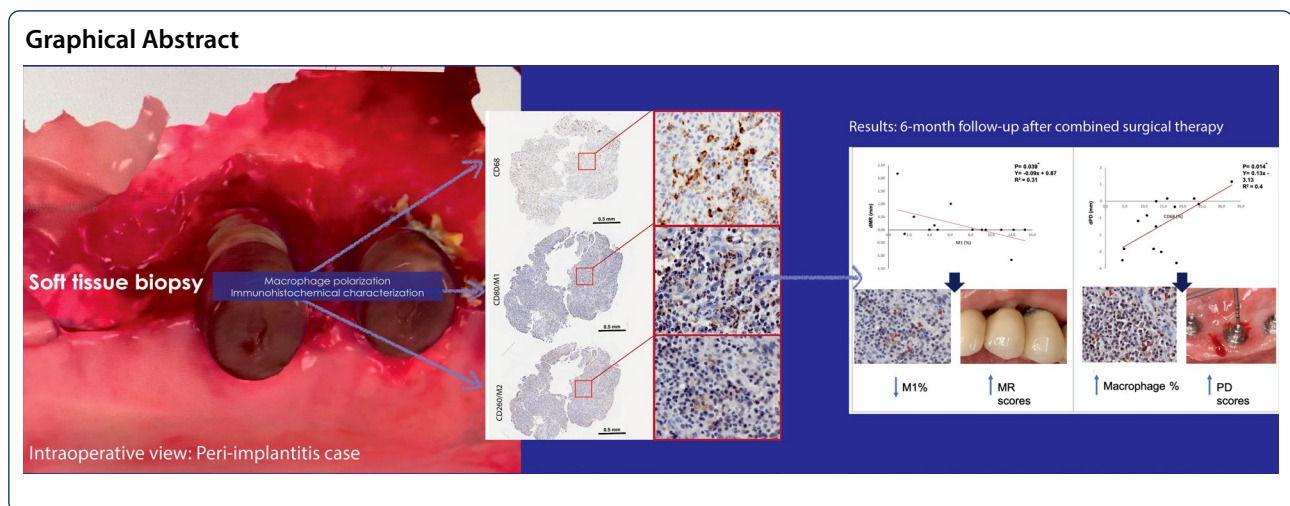 Graphical Abstract
Soft tissue biopsy
Macrophage polarization
Immunohistochemical characterization
Intraoperative view: Peri-implantitis case
CD68
0.5 mm
CD80/M1
0.5 mm
CD260/M2
0.5 mm
Results: 6-month follow-up after combined surgical therapy
P= 0.039*
Y= -0.09x + 0.87
R² = 0.31
dMR (mm)
M1 (%)
↓ M1%
↑ MR
scores
P= 0.014*
Y= 0.13x -
3.13
R² = 0.4
dPD (mm)
CD68 (%)
↑ Macrophage %
↑ PD
scores